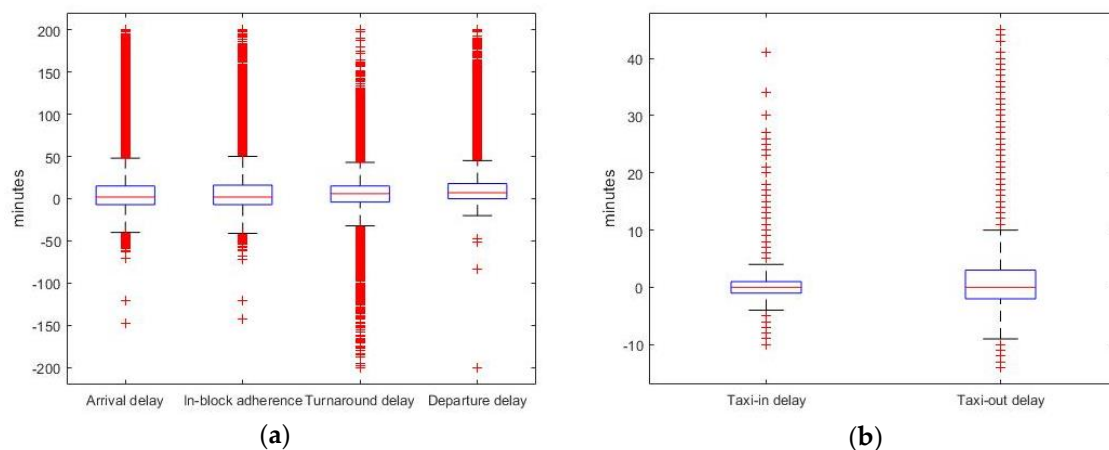 200
150
100
50
0
-50
-100
-150
-200
minutes
Arrival delay In-block adherence Turnaround delay Departure delay
(a)
40
30
20
10
0
-10
minutes
Taxi-in delay Taxi-out delay
(b)